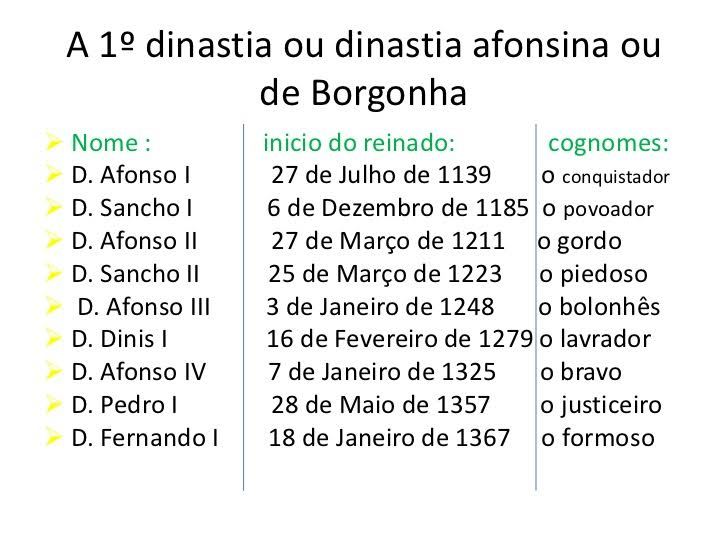 A 1º dinastia ou dinastia afonsina ou
de Borgonha
Nome : inicio do reinado: cognomes:
D. Afonso I 27 de Julho de 1139 o conquistador
D. Sancho I 6 de Dezembro de 1185 o povoador
D. Afonso II 27 de Março de 1211 o gordo
D. Sancho II 25 de Março de 1223 o piedoso
D. Afonso III 3 de Janeiro de 1248 o bolonhês
D. Dinis I 16 de Fevereiro de 1279 o lavrador
D. Afonso IV 7 de Janeiro de 1325 o bravo
D. Pedro I 28 de Maio de 1357 o justiceiro
D. Fernando I 18 de Janeiro de 1367 o formoso